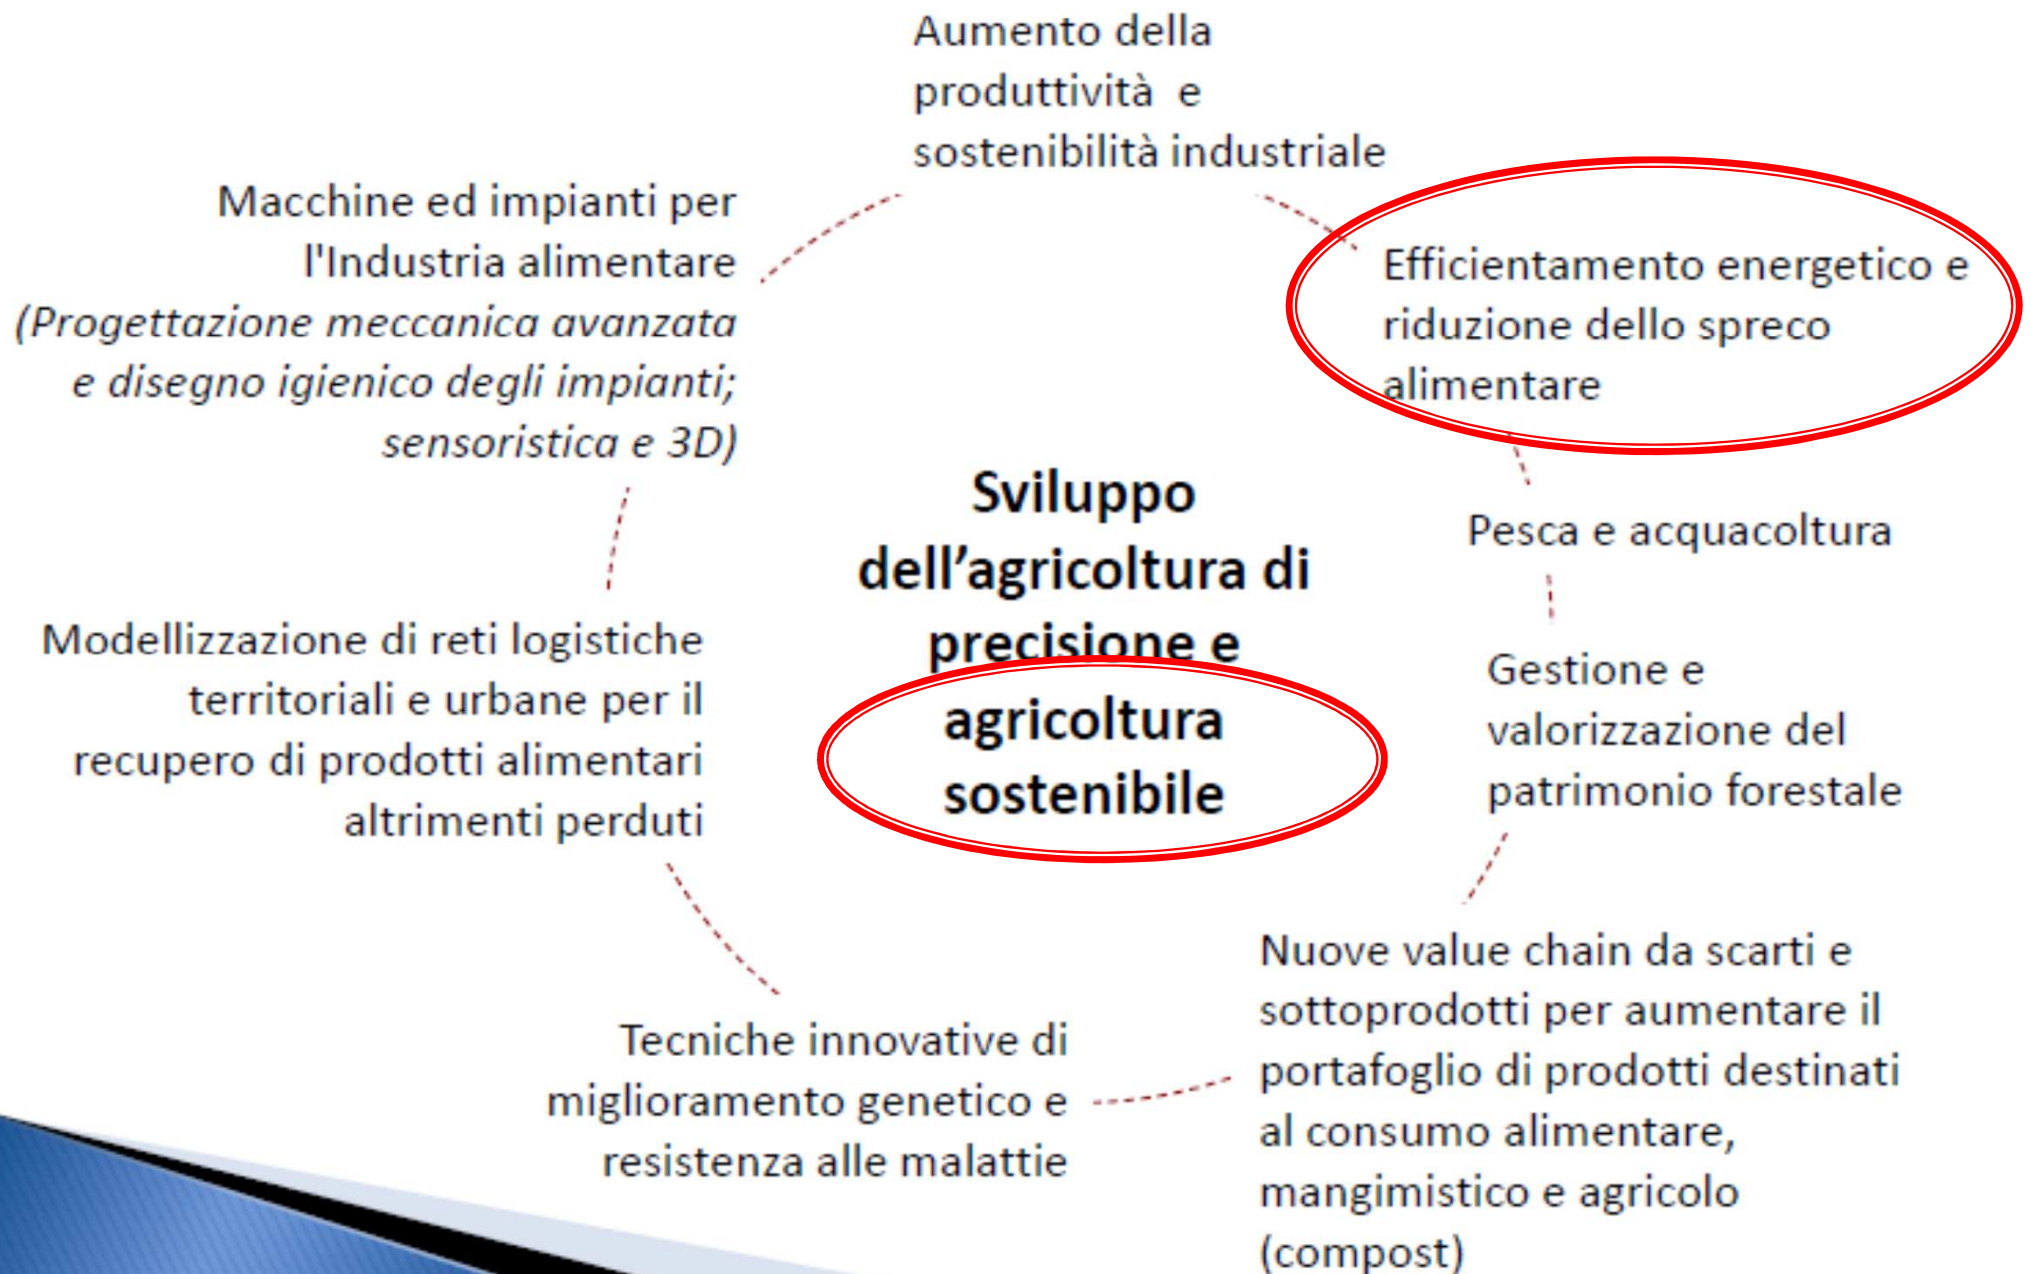 Aumento della
produttività e
sostenibilità industriale
Efficientamento energetico e
riduzione dello spreco
alimentare
Pesca e acquacoltura
Gestione e
valorizzazione del
patrimonio forestale
Nuove value chain da scarti e
sottoprodotti per aumentare il
portafoglio di prodotti destinati
al consumo alimentare,
mangimistico e agricolo
(compost)
Tecniche innovative di
miglioramento genetico e
resistenza alle malattie
Modellizzazione di reti logistiche
territoriali e urbane per il
recupero di prodotti alimentari
altrimenti perduti
Macchine ed impianti per
l'Industria alimentare
(Progettazione meccanica avanzata
e disegno igienico degli impianti;
sensoristica e 3D)
Sviluppo
dell’agricoltura di
precisione e
agricoltura
sostenibile